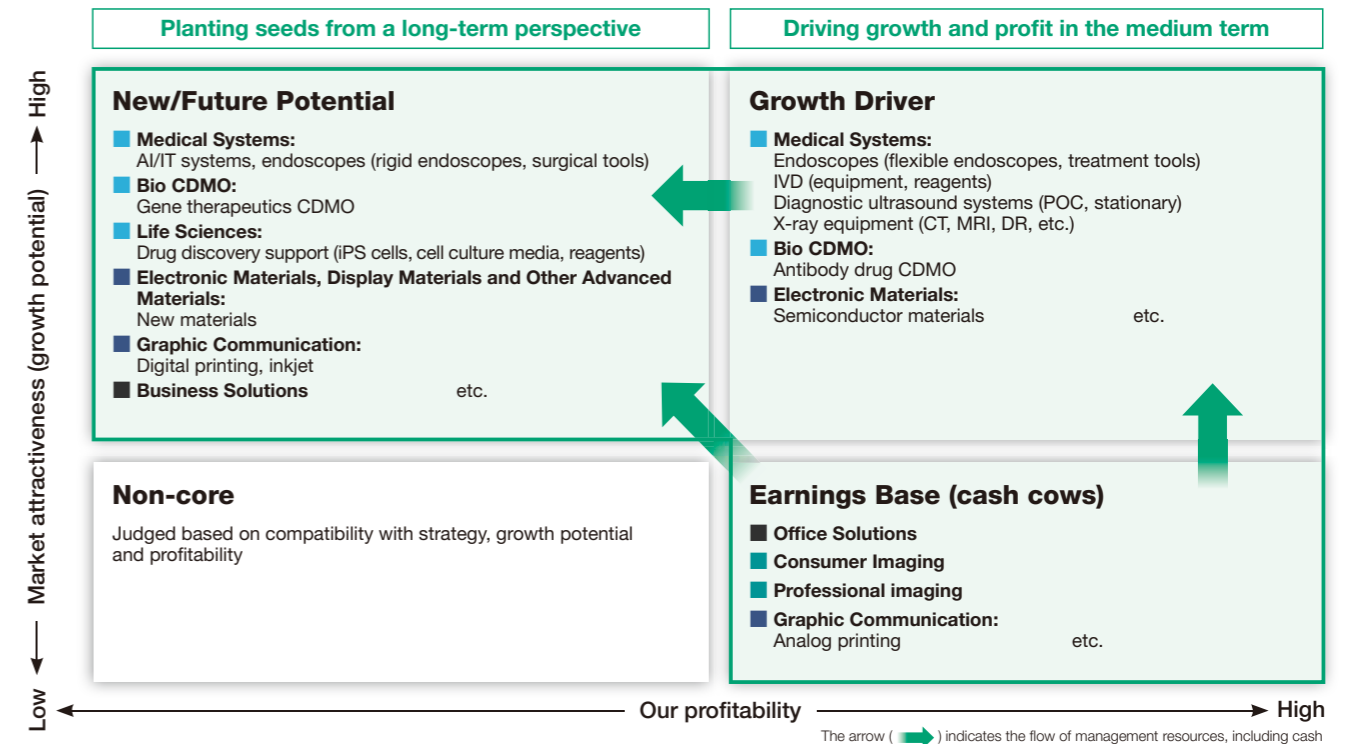 Planting seeds from a long-term perspective
Driving growth and profit in the medium term
High
Market attractiveness (growth potential)
Low
New/Future Potential
Medical Systems:
AI/IT systems, endoscopes (rigid endoscopes, surgical tools)
Bio CDMO:
Gene therapeutics CDMO
Life Sciences:
Drug discovery support (iPS cells, cell culture media, reagents)
Electronic Materials, Display Materials and Other Advanced
Materials:
New materials
Graphic Communication:
Digital printing, inkjet
Business Solutions etc.
Growth Driver
Medical Systems:
Endoscopes (flexible endoscopes, treatment tools)
IVD (equipment, reagents)
Diagnostic ultrasound systems (POC, stationary)
X-ray equipment (CT, MRI, DR, etc.)
Bio CDMO:
Antibody drug CDMO
Electronic Materials:
Semiconductor materials etc.
Non-core
Judged based on compatibility with strategy, growth potential
and profitability
Earnings Base (cash cows)
Office Solutions
Consumer Imaging
Professional imaging
Graphic Communication:
Analog printing etc.
Our profitability
High
The arrow ( ) indicates the flow of management resources, including cash